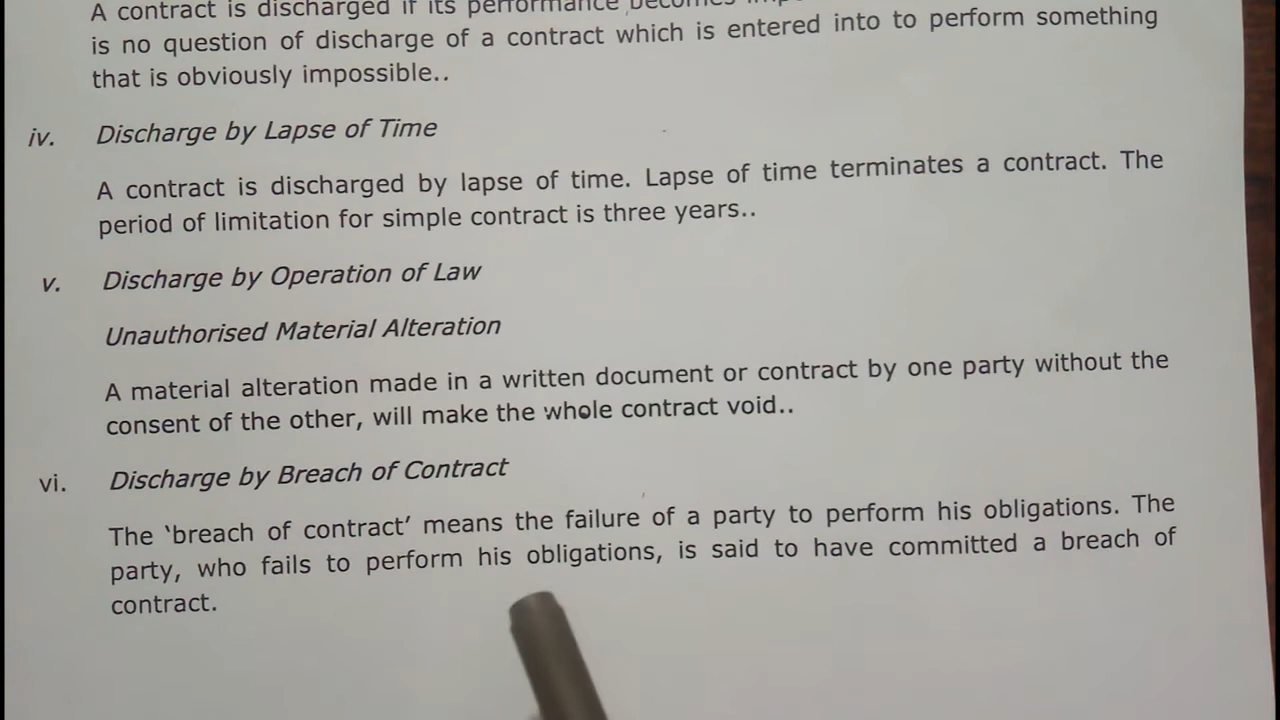 A contract is discharged if its performance becomes
is no question of discharge of a contract which is entered into to perform something
that is obviously impossible..
iv. Discharge by Lapse of Time
A contract is discharged by lapse of time. Lapse of time terminates a contract. The
period of limitation for simple contract is three years..
v. Discharge by Operation of Law
Unauthorised Material Alteration
A material alteration made in a written document or contract by one party without the
consent of the other, will make the whole contract void..
vi. Discharge by Breach of Contract
The ‘breach of contract’ means the failure of a party to perform his obligations. The
party, who fails to perform his obligations, is said to have committed a breach of
contract.